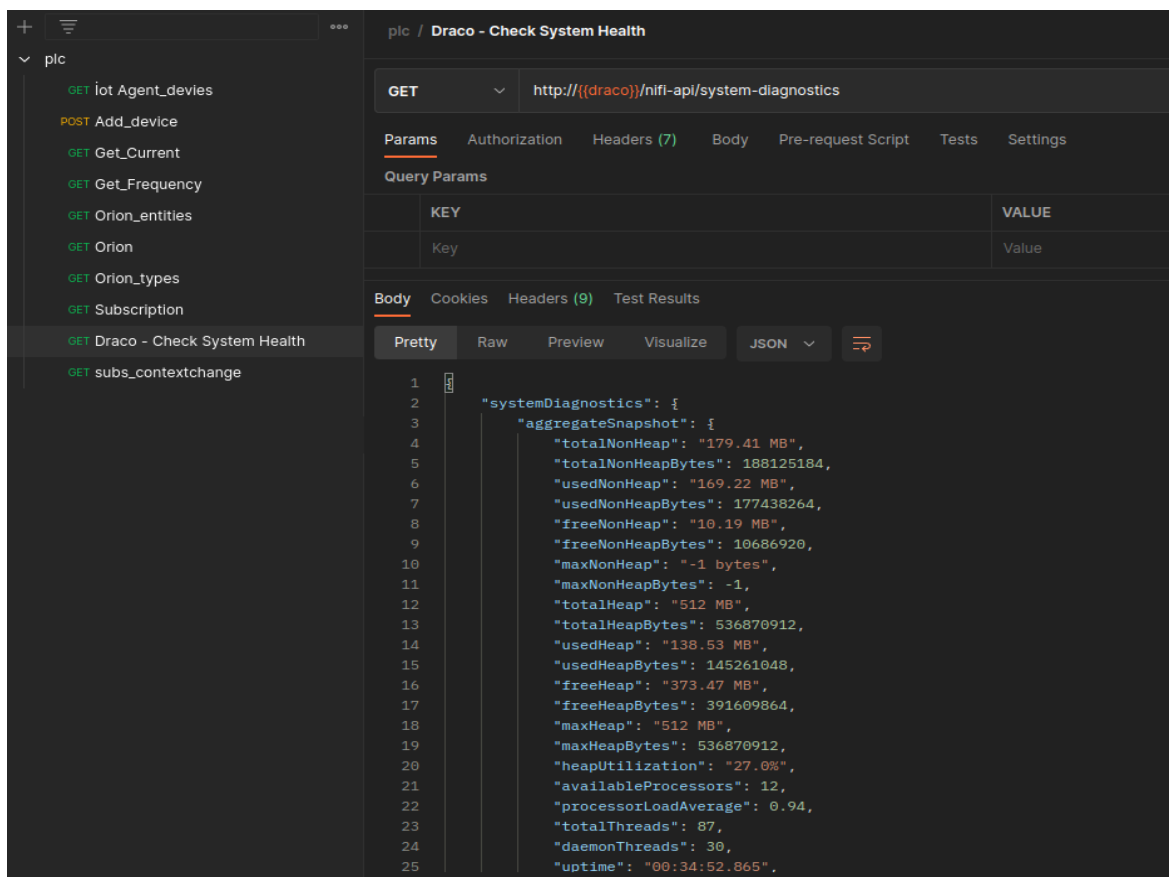 plc
GET İot Agent_devies
POST Add_device
GET Get_Current
GET Get_Frequency
GET Orion_entities
GET Orion
GET Orion_types
GET Subscription
GET Draco - Check System Health
GET subs_contextchange
plc / Draco - Check System Health
GET http://{{draco}}/nifi-api/system-diagnostics
Params Authorization Headers (7) Body Pre-request Script Tests Settings
Query Params
KEY VALUE
Key Value
Body Cookies Headers (9) Test Results
Pretty Raw Preview Visualize JSON
1 {
2 "systemDiagnostics": {
3 "aggregateSnapshot": {
4 "totalNonHeap": "179.41 MB",
5 "totalNonHeapBytes": 188125184,
6 "usedNonHeap": "169.22 MB",
7 "usedNonHeapBytes": 177438264,
8 "freeNonHeap": "10.19 MB",
9 "freeNonHeapBytes": 10686920,
10 "maxNonHeap": "-1 bytes",
11 "maxNonHeapBytes": -1,
12 "totalHeap": "512 MB",
13 "totalHeapBytes": 536870912,
14 "usedHeap": "138.53 MB",
15 "usedHeapBytes": 145261048,
16 "freeHeap": "373.47 MB",
17 "freeHeapBytes": 391609864,
18 "maxHeap": "512 MB",
19 "maxHeapBytes": 536870912,
20 "heapUtilization": "27.0%",
21 "availableProcessors": 12,
22 "processorLoadAverage": 0.94,
23 "totalThreads": 87,
24 "daemonThreads": 30,
25 "uptime": "00:34:52.865",